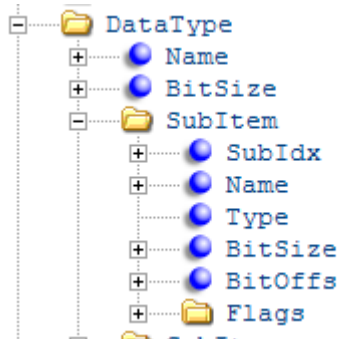 DataType
Name
BitSize
SubItem
SubIdx
Name
Type
BitSize
BitOffs
Flags